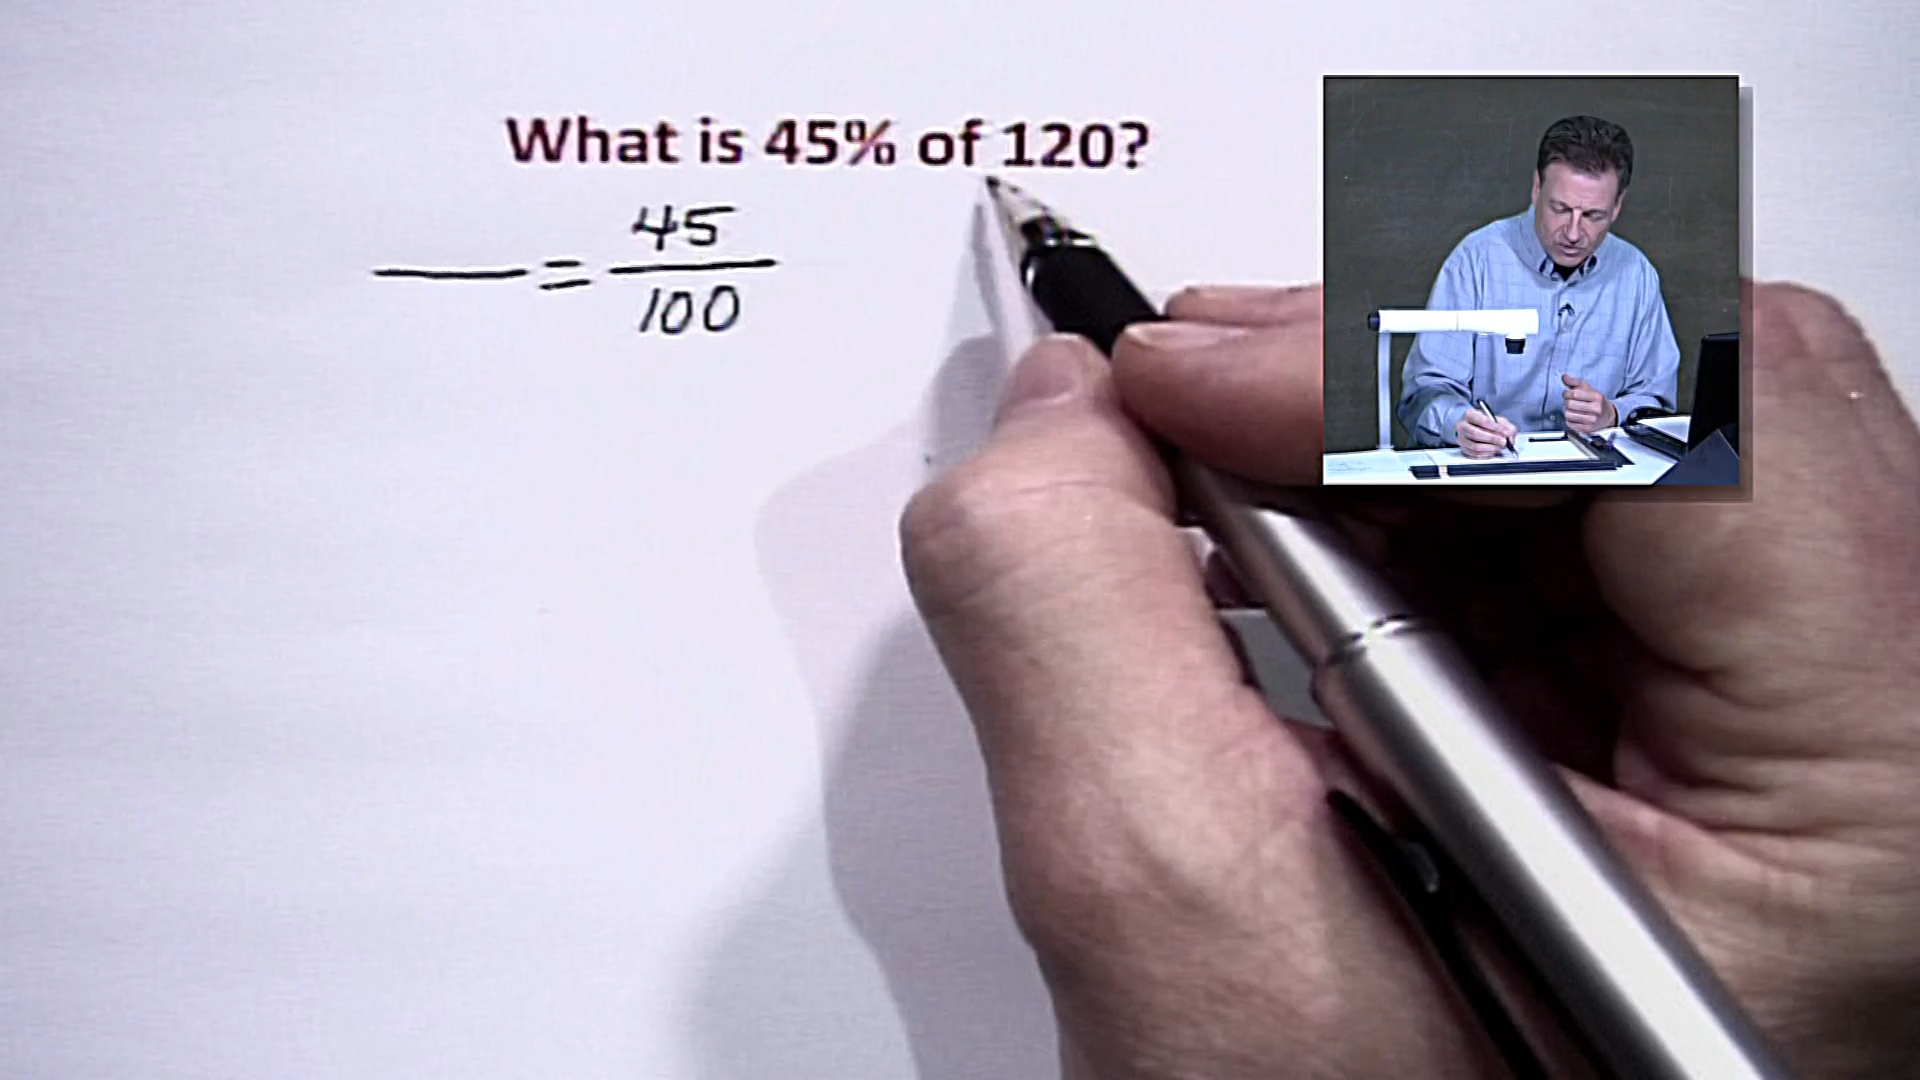 What is 45% of 120?
— = 45/100